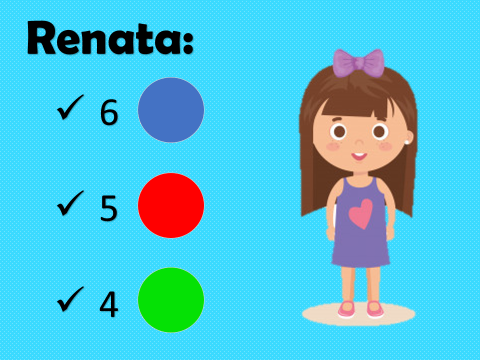 Renata:
✓ 6
✓ 5
✓ 4